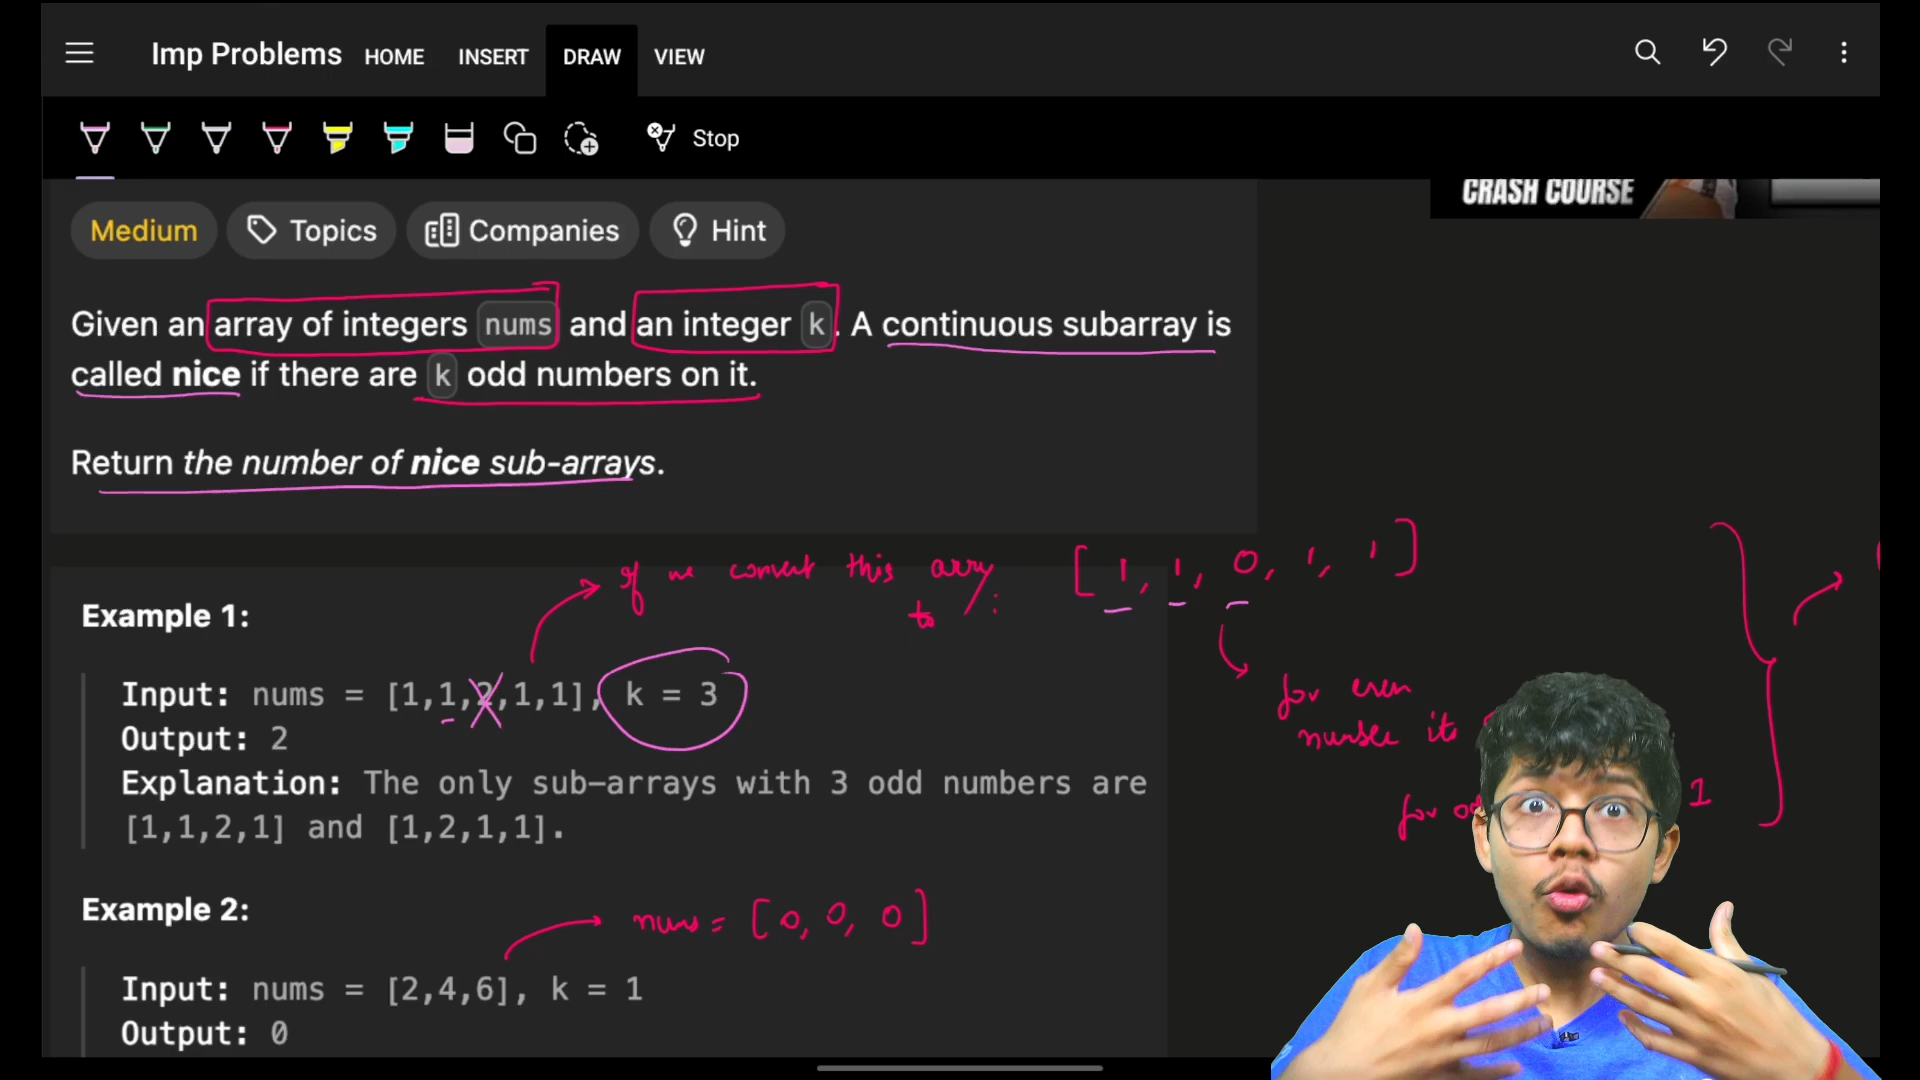 Imp Problems HOME INSERT DRAW VIEW
Stop
CRASH COURSE
Medium Topics Companies Hint
Given an array of integers nums and an integer k. A continuous subarray is
called nice if there are k odd numbers on it.
Return the number of nice sub-arrays.
if we convert this array to : [1, 1, 0, 1, 1]
Example 1:
Input: nums = [1,1,2,1,1], k = 3
Output: 2
Explanation: The only sub-arrays with 3 odd numbers are
[1,1,2,1] and [1,2,1,1].
for even
its
for 1
Example 2:
nums = [0, 0, 0]
Input: nums = [2,4,6], k = 1
Output: 0